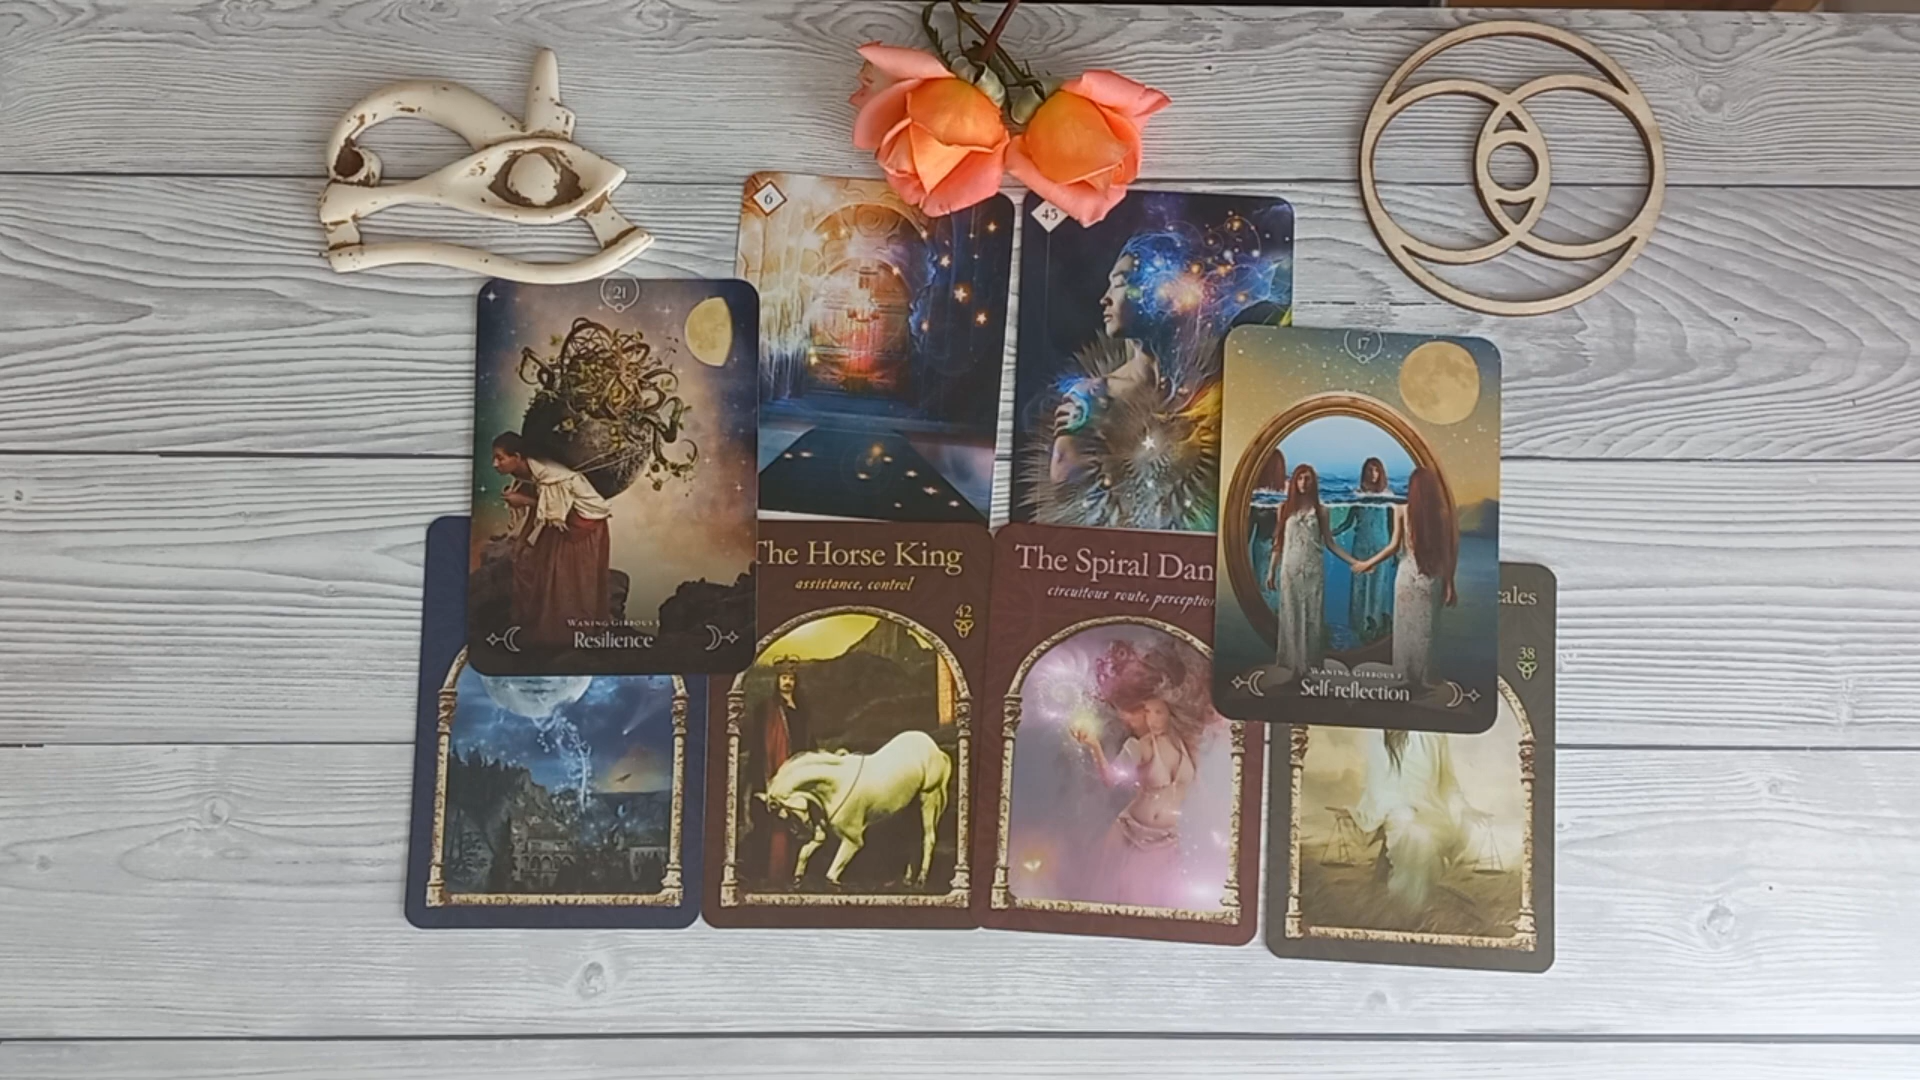 6
45
21
WANING GIBBOUS
Resilience
17
WANING GIBBOUS
Self-reflection
The Horse King
assistance, control
42
The Spiral Dan
circuitous route, perception
cales
38